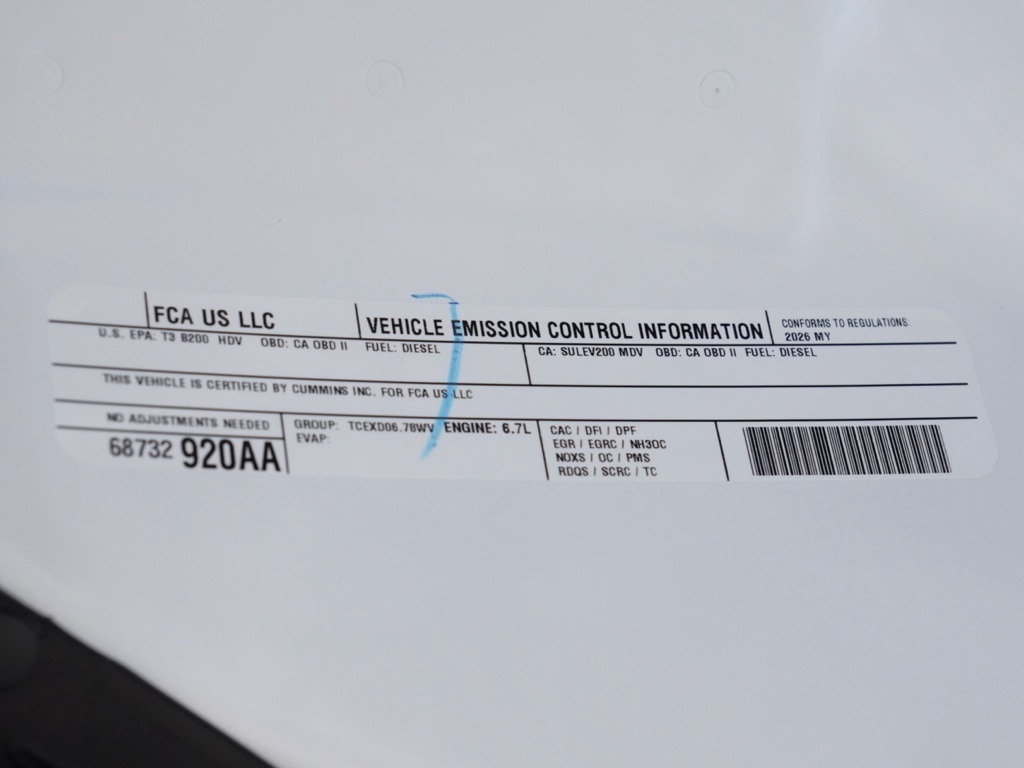 FCA US LLC
VEHICLE EMISSION CONTROL INFORMATION
CONFORMS TO REGULATIONS:
2026 MY
U.S. EPA: T3 B200 HDV OBD: CA OBD II FUEL: DIESEL
CA: SULEV200 MDV OBD: CA OBD II FUEL: DIESEL
THIS VEHICLE IS CERTIFIED BY CUMMINS INC. FOR FCA US LLC
NO ADJUSTMENTS NEEDED
68732 920AA
GROUP: TCEXD06.78WV ENGINE: 6.7L
EVAP:
CAC / DFI / DPF
EGR / EGRC / NH3OC
NOXS / OC / PMS
RDQS / SCRC / TC